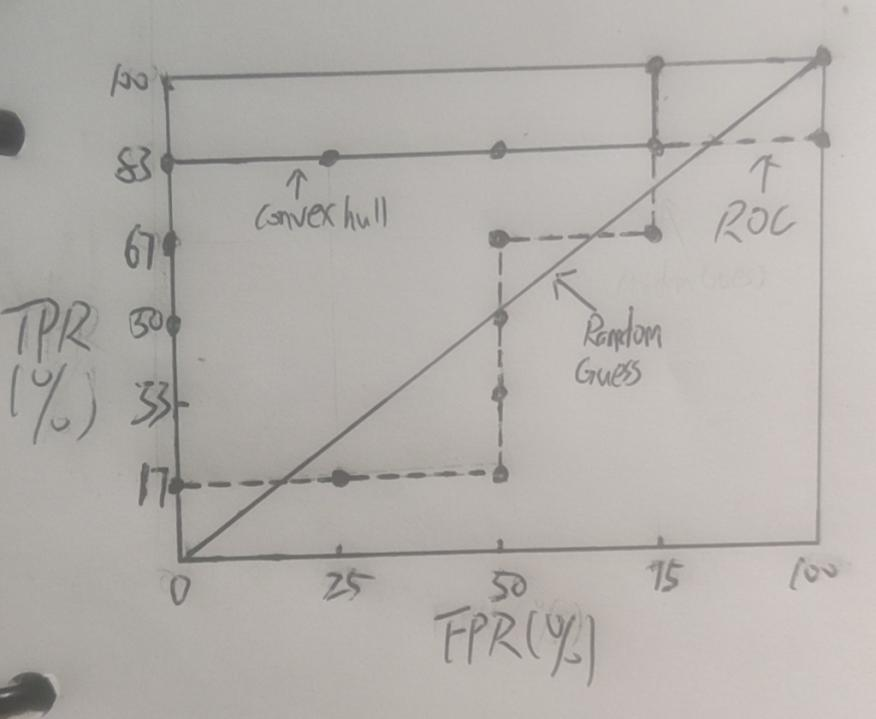 100
83
Convex hull
ROC
67
TPR
(%)
50
Random
Guess
33
17
0
25
50
75
100
FPR(%)